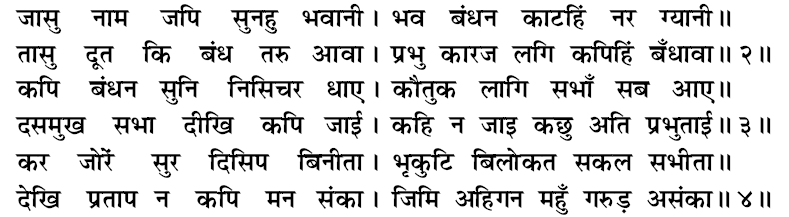 जासु नाम जपि सुनहु भवानी। भव बंधन काटहिं नर ग्यानी॥
तासु दूत कि बंध तरु आवा। प्रभु कारज लगि कपिहिं बँधावा॥ २॥
कपि बंधन सुनि निसिचर धाए। कौतुक लागि सभाँ सब आए॥
दसमुख सभा दीखि कपि जाई। कहि न जाइ कछु अति प्रभुताई॥ ३॥
कर जोरें सुर दिसिप बिनीता। भृकुटि बिलोकत सकल सभीता॥
देखि प्रताप न कपि मन संका। जिमि अहिगन महुँ गरुड़ असंका॥ ४॥